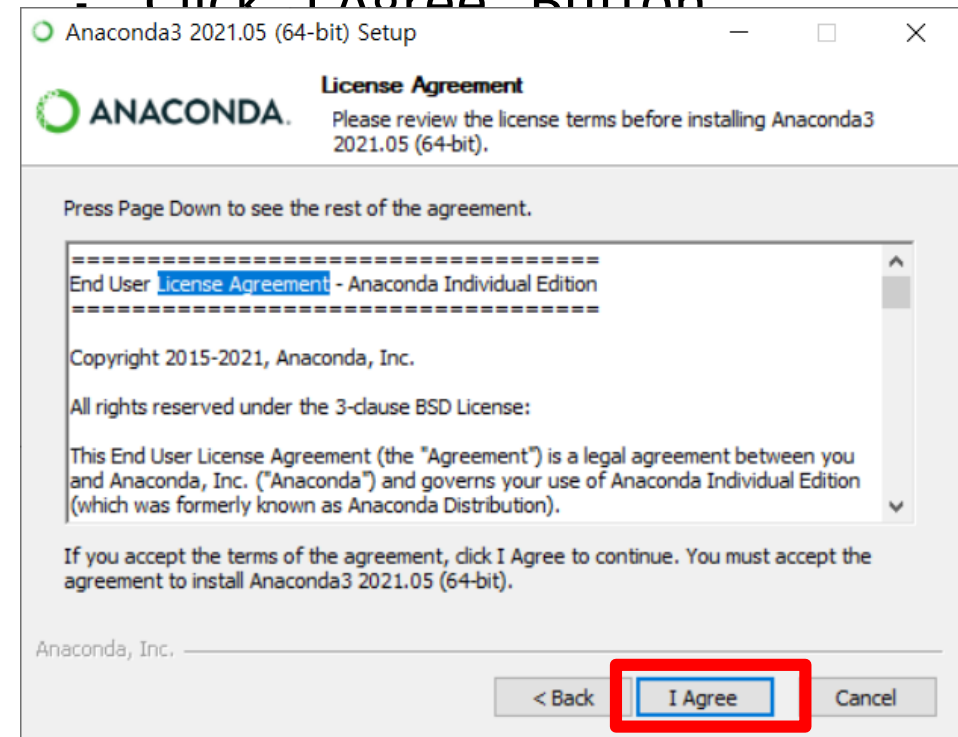 - Click I Agree Button
Anaconda3 2021.05 (64-bit) Setup
ANACONDA.
License Agreement
Please review the license terms before installing Anaconda3
2021.05 (64-bit).
Press Page Down to see the rest of the agreement.
===================================
End User License Agreement - Anaconda Individual Edition
===================================
Copyright 2015-2021, Anaconda, Inc.
All rights reserved under the 3-clause BSD License:
This End User License Agreement (the "Agreement") is a legal agreement between you
and Anaconda, Inc. ("Anaconda") and governs your use of Anaconda Individual Edition
(which was formerly known as Anaconda Distribution).
If you accept the terms of the agreement, click I Agree to continue. You must accept the
agreement to install Anaconda3 2021.05 (64-bit).
Anaconda, Inc.
< Back
I Agree
Cancel